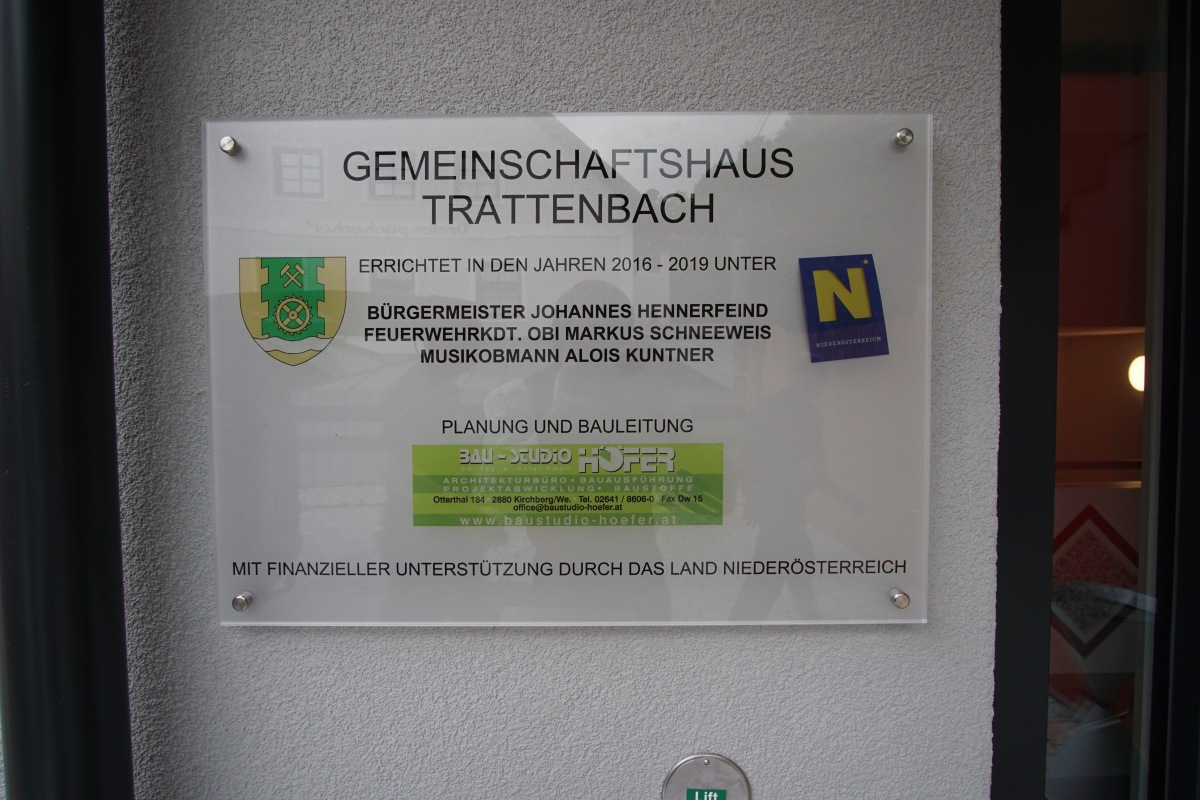 GEMEINSCHAFTSHAUS
TRATTENBACH
ERRICHTET IN DEN JAHREN 2016 - 2019 UNTER
BÜRGERMEISTER JOHANNES HENNERFEIND
FEUERWEHRKDT. OBI MARKUS SCHNEEWEIS
MUSIKOBMANN ALOIS KUNTNER
N
NIEDERÖSTERREICH
PLANUNG UND BAULEITUNG
BAU - STUDIO HÖFER
ARCHITEKTURBÜRO • BAUAUSFÜHRUNG
PROJEKTABWICKLUNG • BAUSTOFFE
Otterthal 184 2880 Kirchberg/We. Tel. 02641 / 8606-0 Fax Dw 15
office@baustudio-hoefer.at
www.baustudio-hoefer.at
MIT FINANZIELLER UNTERSTÜTZUNG DURCH DAS LAND NIEDERÖSTERREICH
Lift